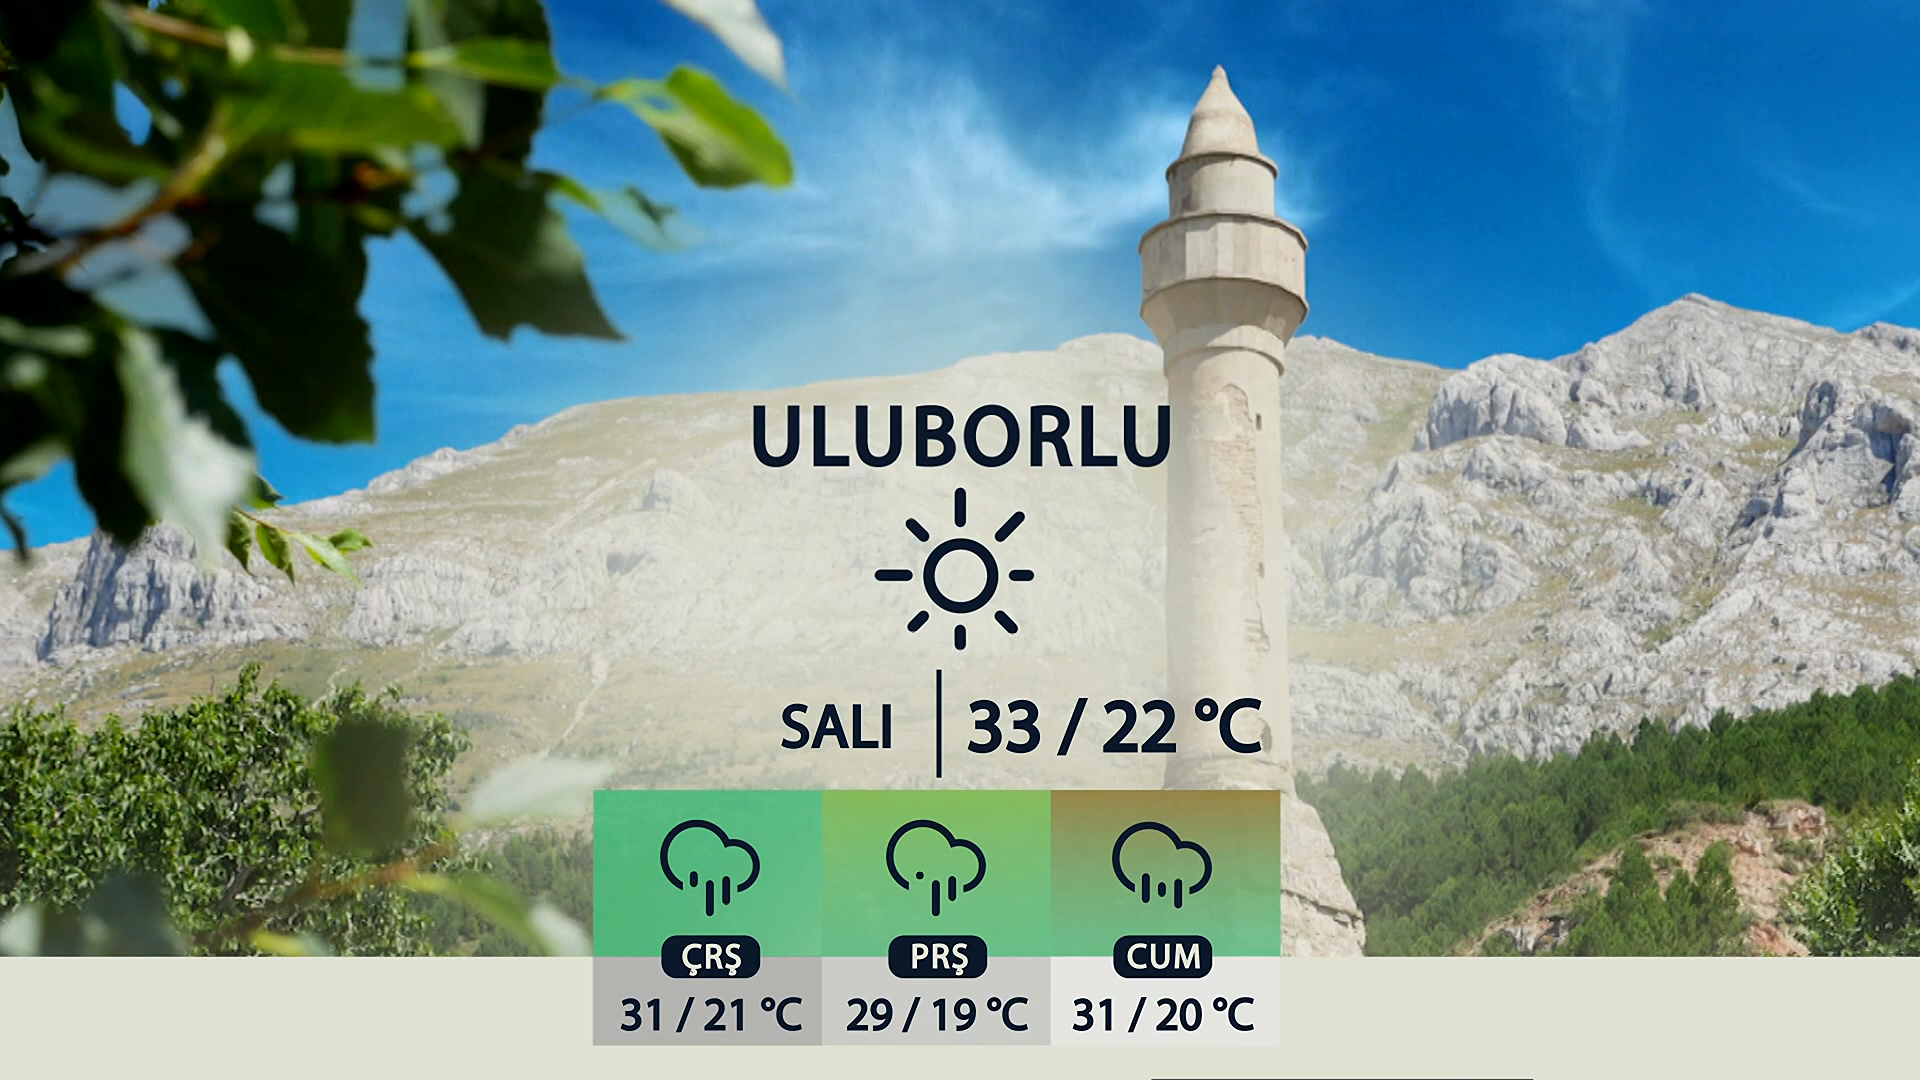 ULUBORLU
SALI 33 / 22 °C
ÇRŞ PRŞ CUM
31 / 21 °C 29 / 19 °C 31 / 20 °C